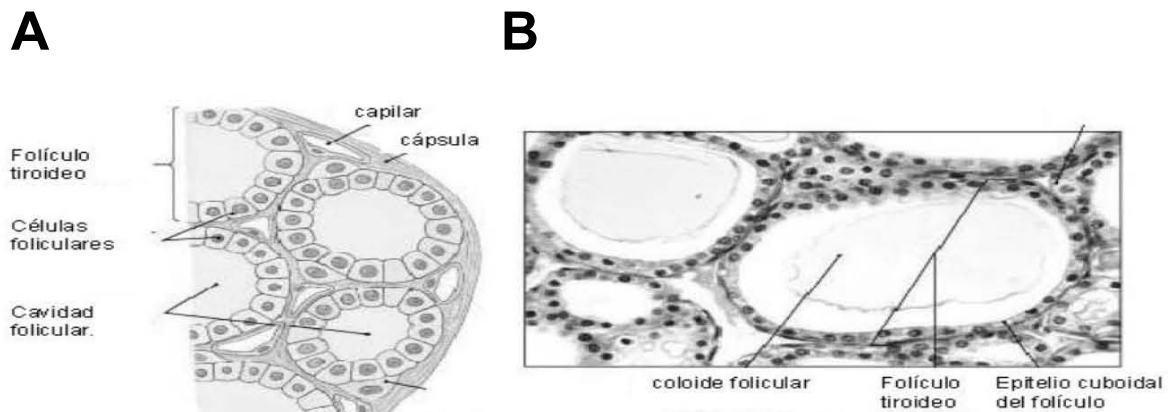 A
B
capilar
cápsula
Folículo
tiroideo
Células
foliculares
Cavidad
folicular.
coloide folicular
Folículo
tiroideo
Epitelio cuboidal
del folículo